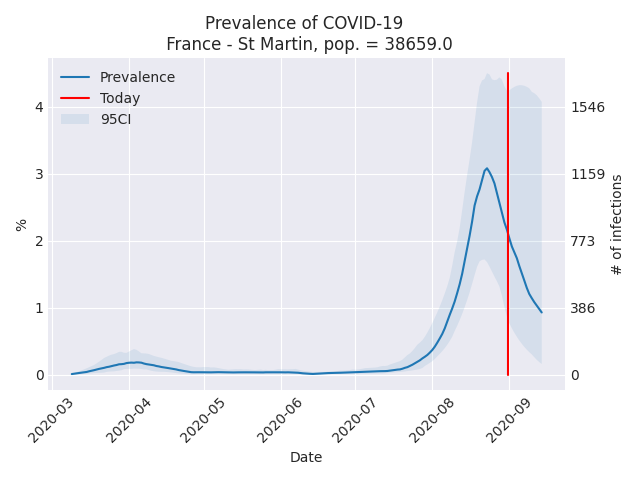 Prevalence of COVID-19
France - St Martin, pop. = 38659.0
Prevalence
Today
95CI
4
3
2
1
0
%
1546
1159
773
386
0
# of infections
2020-03
2020-04
2020-05
2020-06
2020-07
2020-08
2020-09
Date